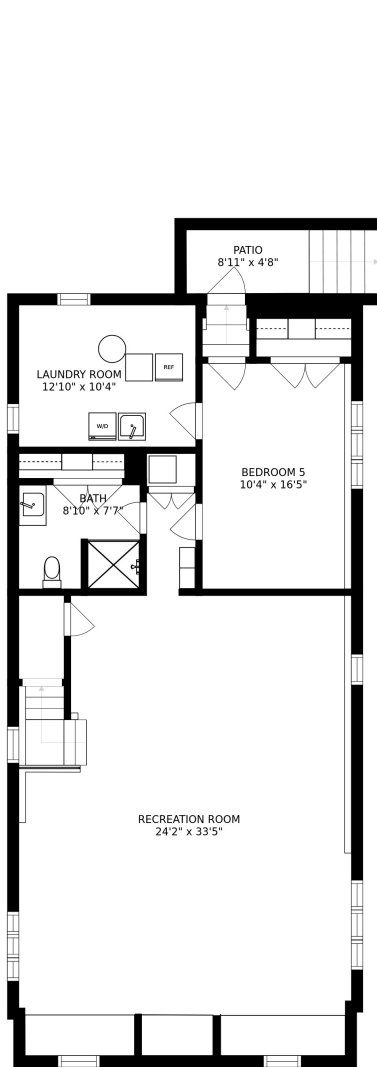 PATIO
8'11" x 4'8"
LAUNDRY ROOM
12'10" x 10'4"
REF
W/D
BEDROOM 5
10'4" x 16'5"
BATH
8'10" x 7'7"
RECREATION ROOM
24'2" x 33'5"